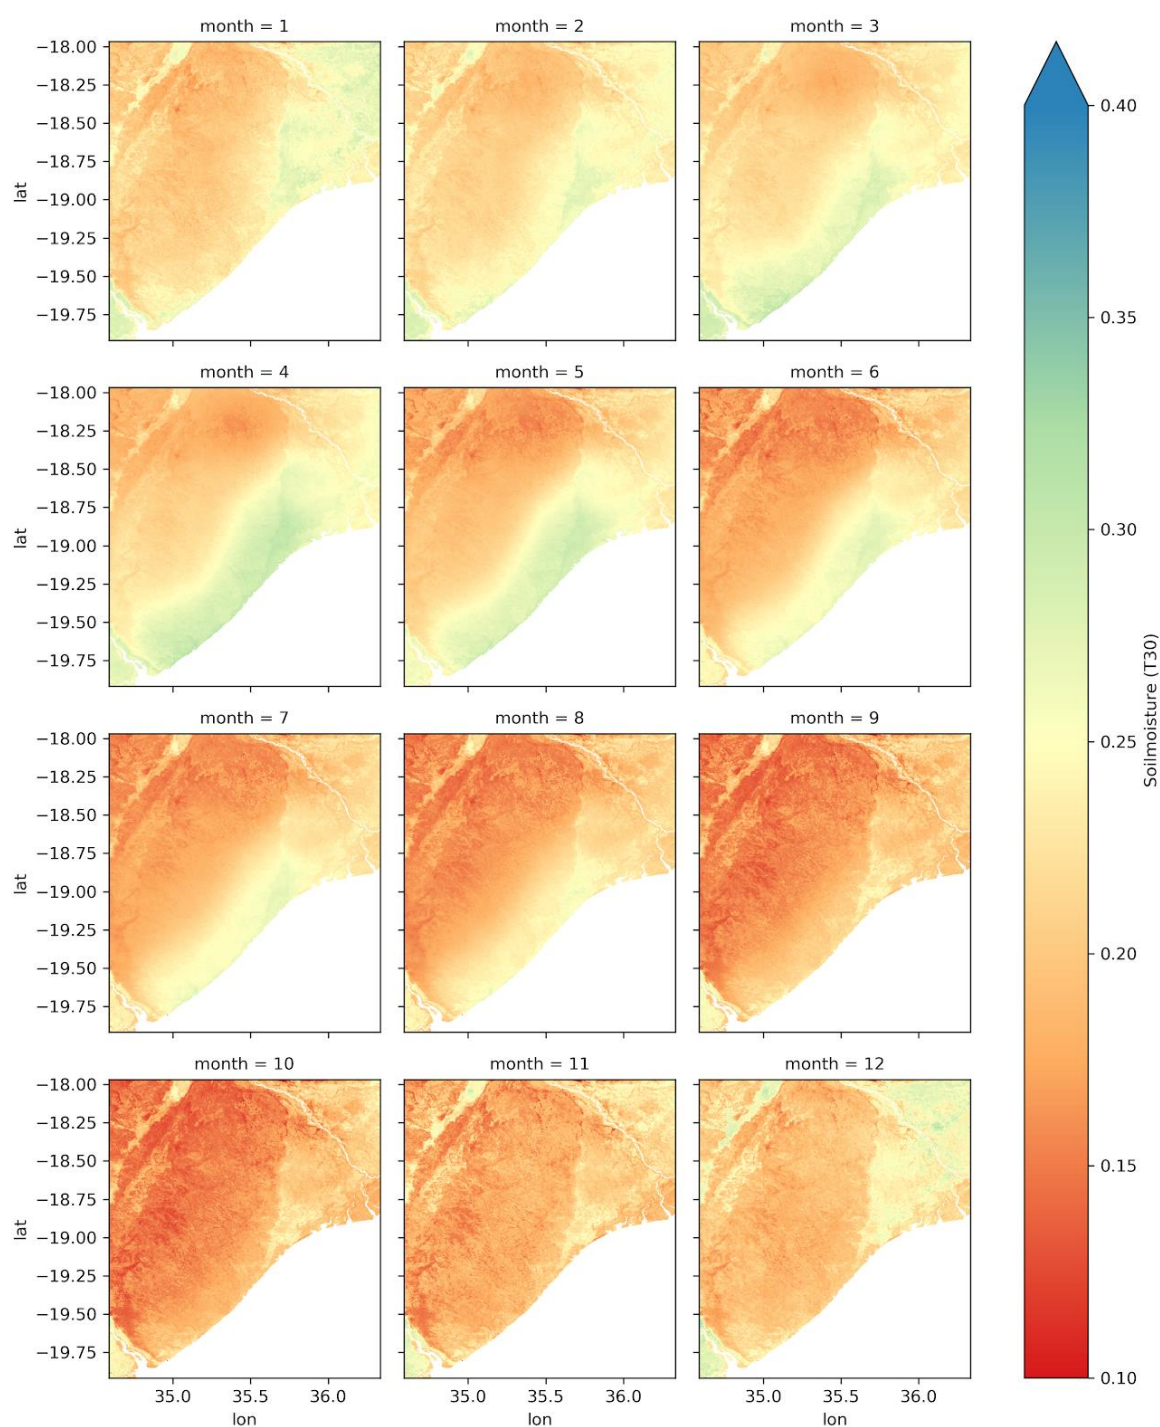 month = 1
month = 2
month = 3
−18.00
−18.25
−18.50
−18.75
−19.00
−19.25
−19.50
−19.75
lat
month = 4
month = 5
month = 6
−18.00
−18.25
−18.50
−18.75
−19.00
−19.25
−19.50
−19.75
lat
month = 7
month = 8
month = 9
−18.00
−18.25
−18.50
−18.75
−19.00
−19.25
−19.50
−19.75
lat
month = 10
month = 11
month = 12
−18.00
−18.25
−18.50
−18.75
−19.00
−19.25
−19.50
−19.75
lat
35.0 35.5 36.0
lon
35.0 35.5 36.0
lon
35.0 35.5 36.0
lon
0.40
0.35
0.30
0.25
0.20
0.15
0.10
Soilmoisture (T30)